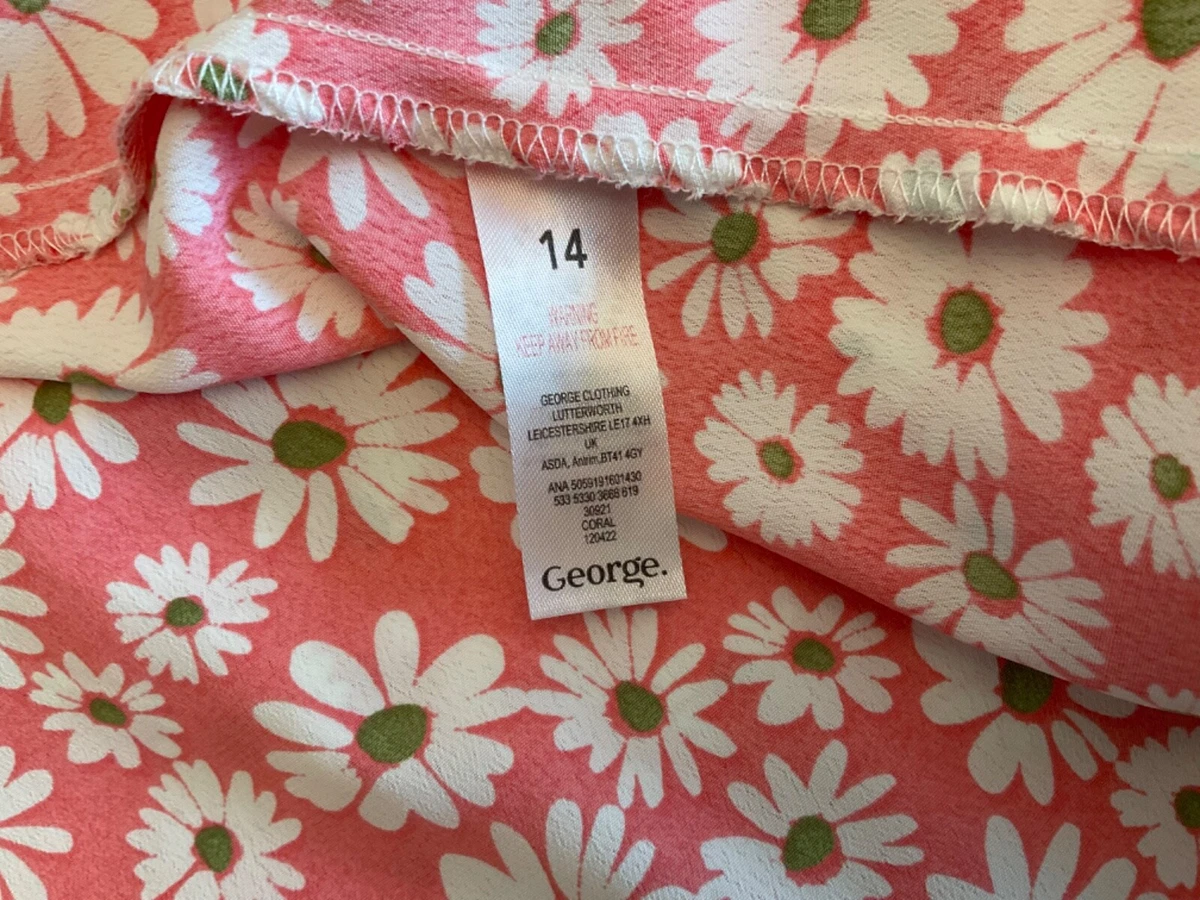 14
WARNING
KEEP AWAY FROM FIRE
GEORGE CLOTHING
LUTTERWORTH
LEICESTERSHIRE LE17 4XH
UK
ASDA, Antrim,BT41 4GY
ANA 5059191601430
533 5330 3668 619
30921
CORAL
120422
George.